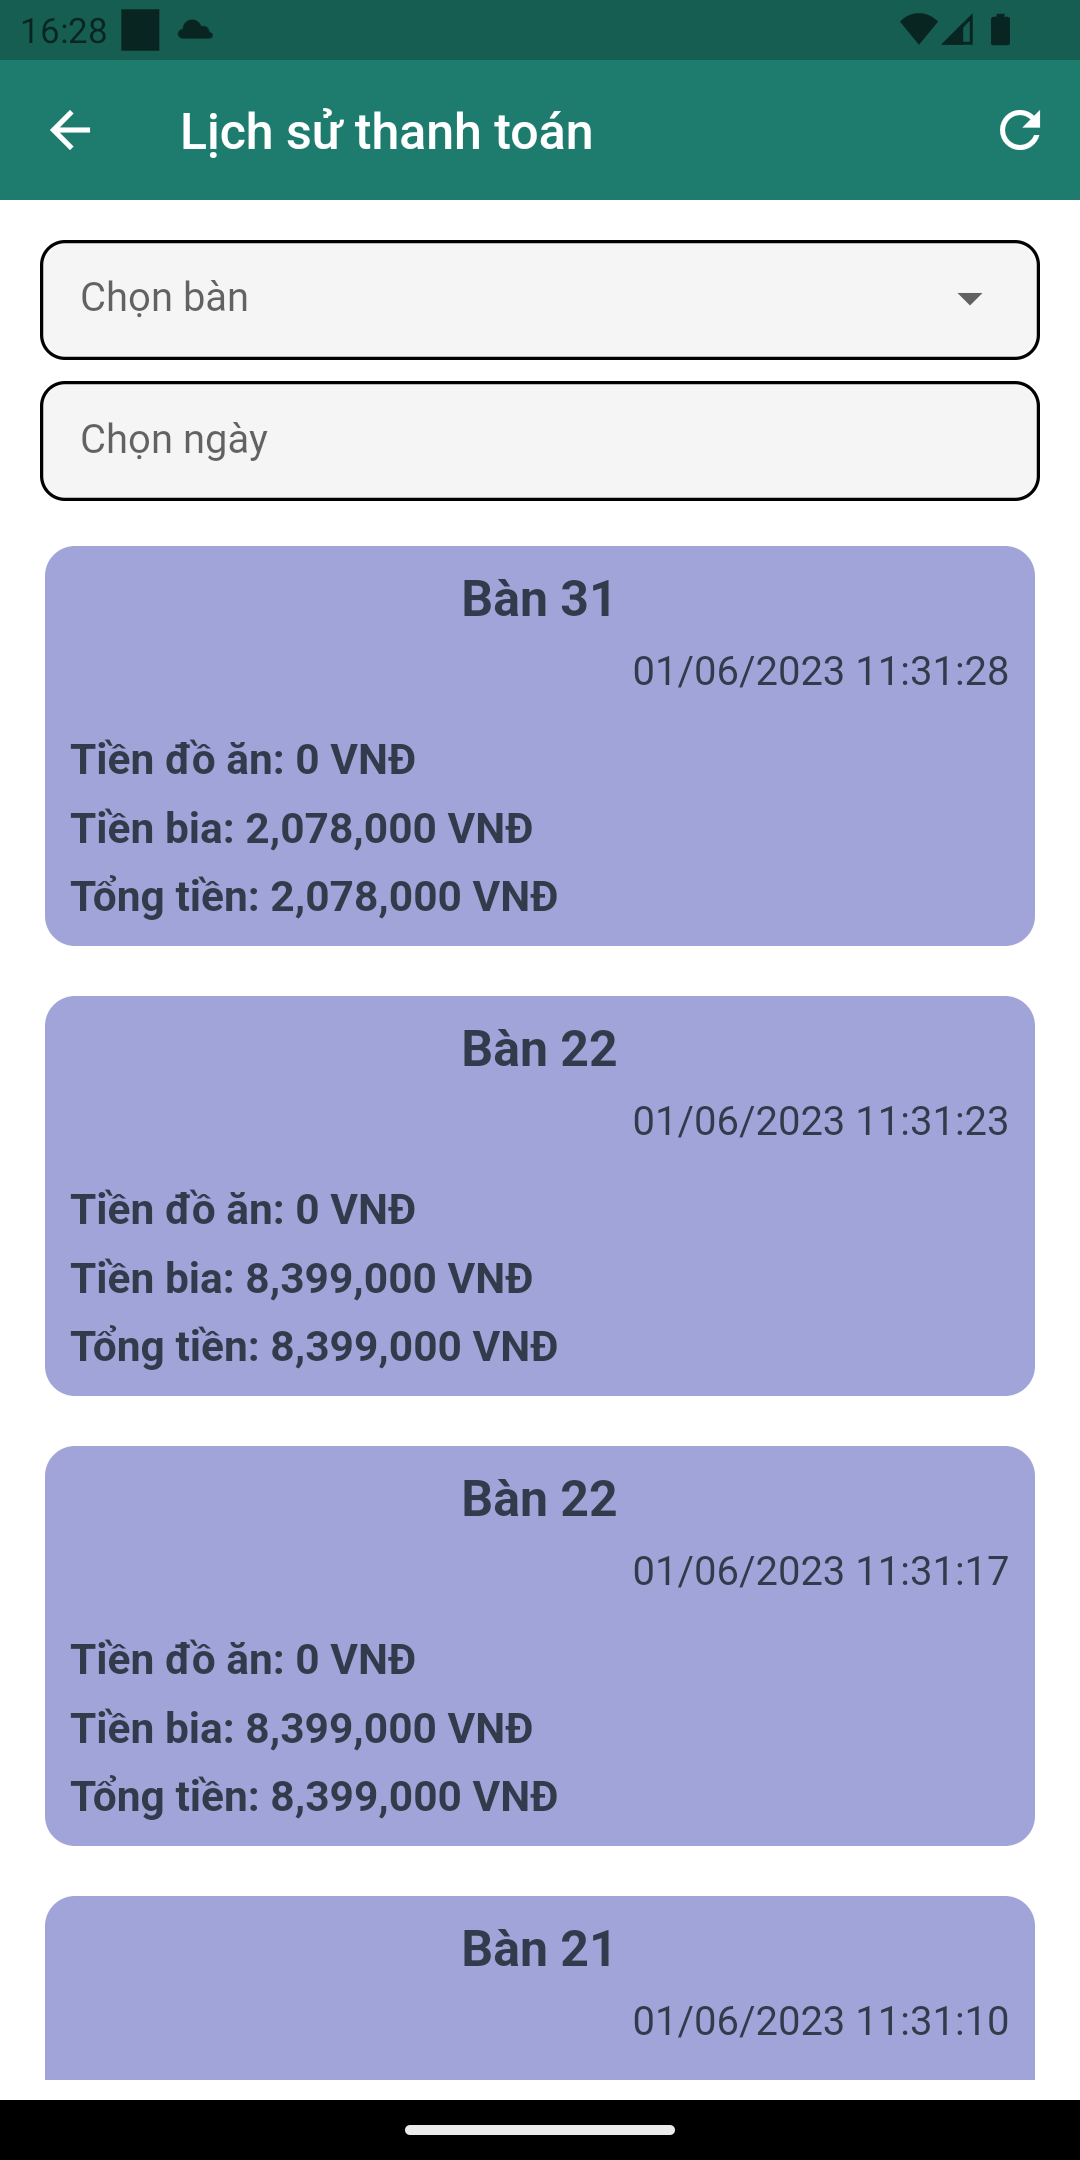 16:28
Lịch sử thanh toán
Chọn bàn
Chọn ngày
Bàn 31
01/06/2023 11:31:28
Tiền đồ ăn: 0 VNĐ
Tiền bia: 2,078,000 VNĐ
Tổng tiền: 2,078,000 VNĐ
Bàn 22
01/06/2023 11:31:23
Tiền đồ ăn: 0 VNĐ
Tiền bia: 8,399,000 VNĐ
Tổng tiền: 8,399,000 VNĐ
Bàn 22
01/06/2023 11:31:17
Tiền đồ ăn: 0 VNĐ
Tiền bia: 8,399,000 VNĐ
Tổng tiền: 8,399,000 VNĐ
Bàn 21
01/06/2023 11:31:10